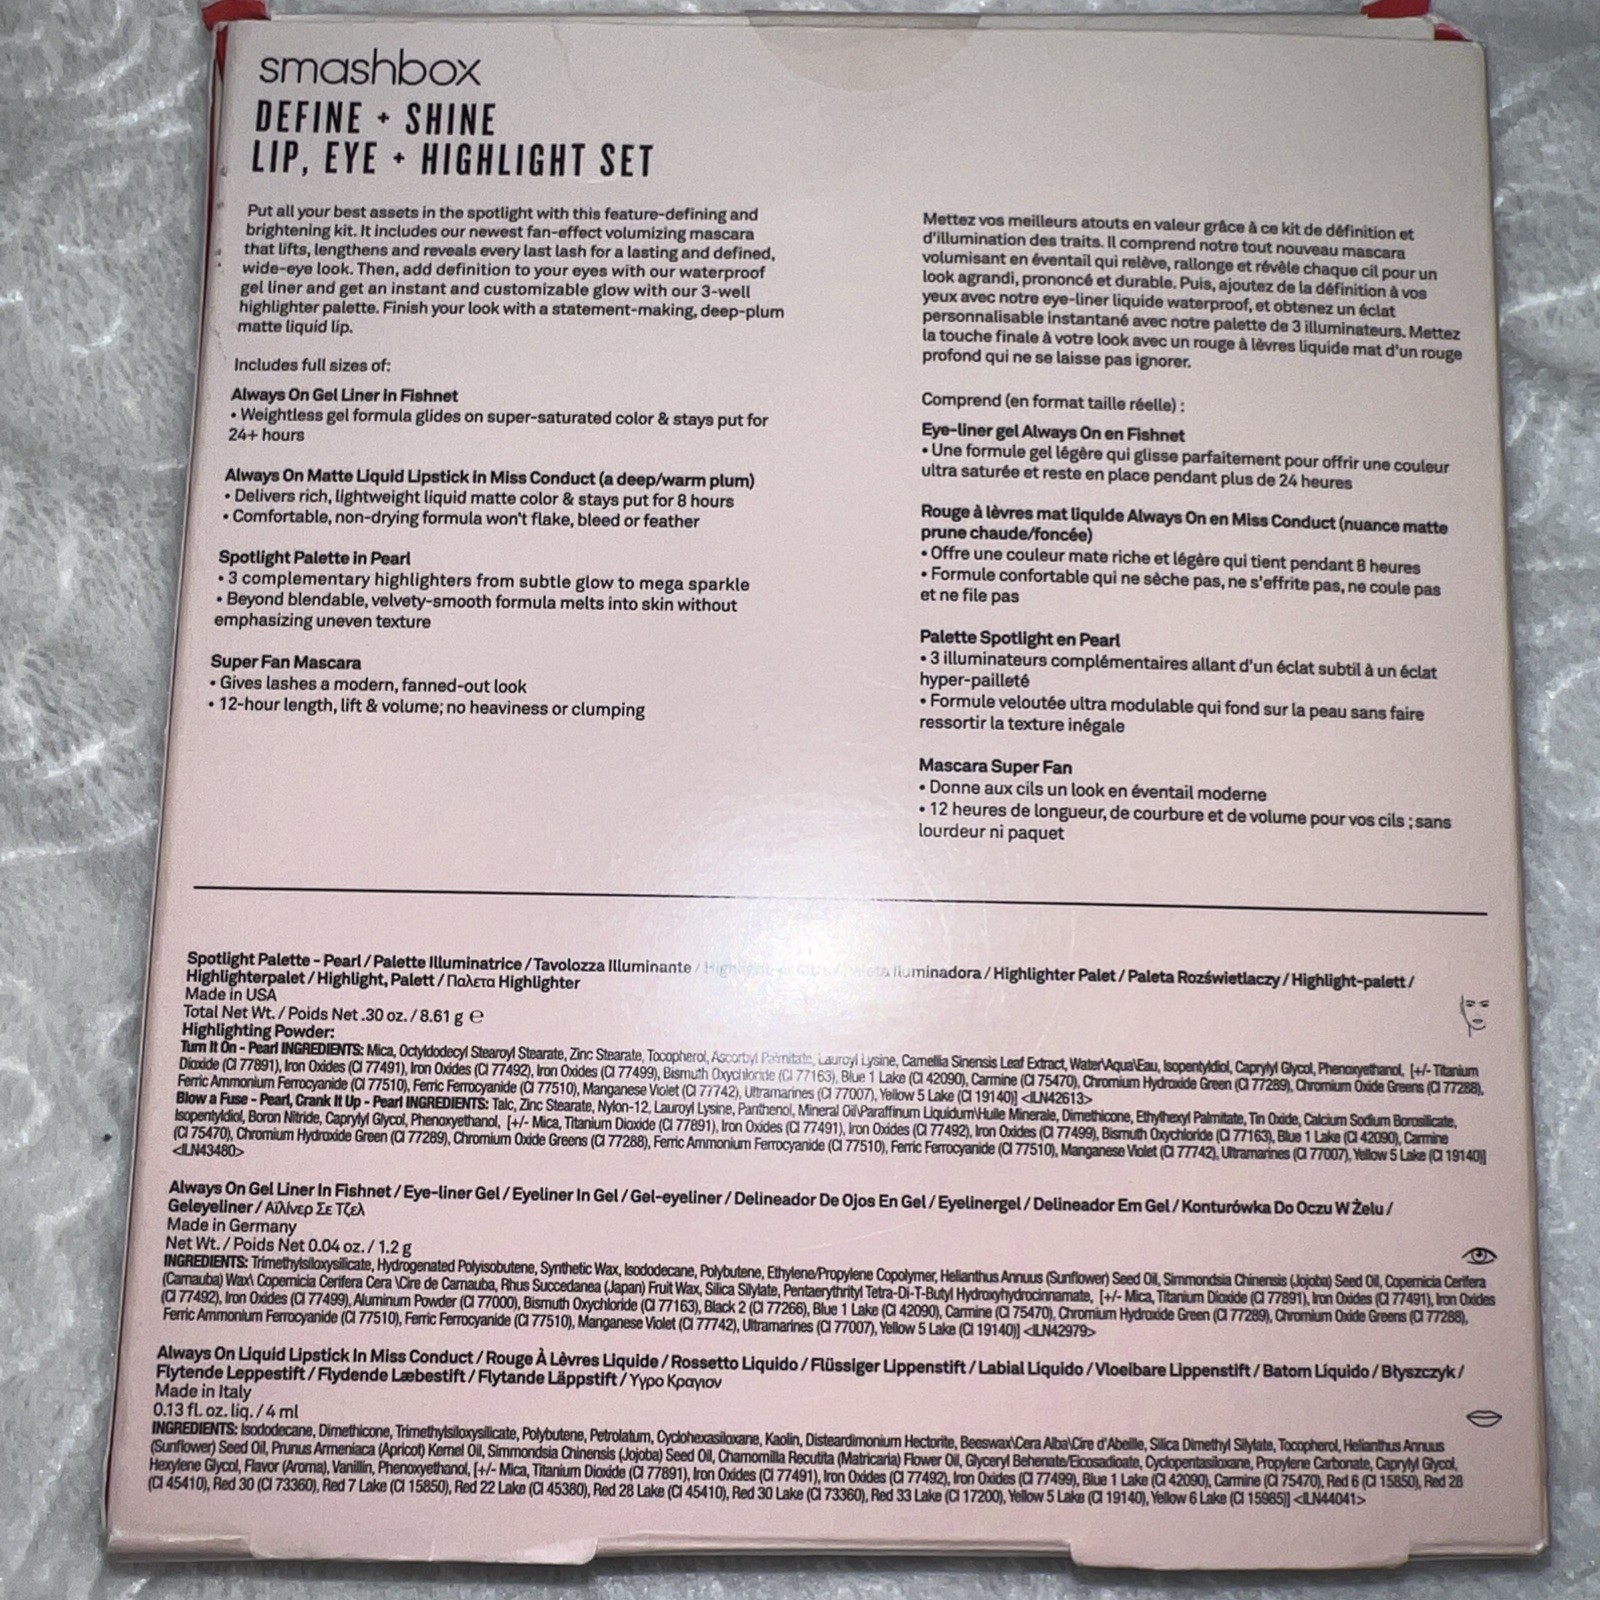 smashbox
DEFINE + SHINE
LIP, EYE + HIGHLIGHT SET
Put all your best assets in the spotlight with this feature-defining and
brightening kit. It includes our newest fan-effect volumizing mascara
that lifts, lengthens and reveals every last lash for a lasting and defined,
wide-eye look. Then, add definition to your eyes with our waterproof
gel liner and get an instant and customizable glow with our 3-well
highlighter palette. Finish your look with a statement-making, deep-plum
matte liquid lip.
Includes full sizes of:
Always On Gel Liner in Fishnet
• Weightless gel formula glides on super-saturated color & stays put for
24+ hours
Always On Matte Liquid Lipstick in Miss Conduct (a deep/warm plum)
• Delivers rich, lightweight liquid matte color & stays put for 8 hours
• Comfortable, non-drying formula won't flake, bleed or feather
Spotlight Palette in Pearl
• 3 complementary highlighters from subtle glow to mega sparkle
• Beyond blendable, velvety-smooth formula melts into skin without
emphasizing uneven texture
Super Fan Mascara
• Gives lashes a modern, fanned-out look
• 12-hour length, lift & volume; no heaviness or clumping
Mettez vos meilleurs atouts en valeur grâce à ce kit de définition et
d'illumination des traits. Il comprend notre tout nouveau mascara
volumisant en éventail qui relève, rallonge et révèle chaque cil pour un
look agrandi, prononcé et durable. Puis, ajoutez de la définition à vos
yeux avec notre eye-liner liquide waterproof, et obtenez un éclat
personnalisable instantané avec notre palette de 3 illuminateurs. Mettez
la touche finale à votre look avec un rouge à lèvres liquide mat d'un rouge
profond qui ne se laisse pas ignorer.
Comprend (en format taille réelle) :
Eye-liner gel Always On en Fishnet
• Une formule gel légère qui glisse parfaitement pour offrir une couleur
ultra saturée et reste en place pendant plus de 24 heures
Rouge à lèvres mat liquide Always On en Miss Conduct (nuance matte
prune chaude/foncée)
• Offre une couleur mate riche et légère qui tient pendant 8 heures
• Formule confortable qui ne sèche pas, ne s'effrite pas, ne coule pas
et ne file pas
Palette Spotlight en Pearl
• 3 illuminateurs complémentaires allant d'un éclat subtil à un éclat
hyper-pailleté
• Formule veloutée ultra modulable qui fond sur la peau sans faire
ressortir la texture inégale
Mascara Super Fan
• Donne aux cils un look en éventail moderne
• 12 heures de longueur, de courbure et de volume pour vos cils ; sans
lourdeur ni paquet
Spotlight Palette - Pearl / Palette Illuminatrice / Tavolozza Illuminante / Iluminadora / Highlighter Palet / Paleta Rozświetlaczy / Highlight-palett /
Highlighterpalet / Highlight, Palett / Παλετα Highlighter
Made in USA
Total Net Wt. / Poids Net .30 oz. / 8.61 g ℮
Highlighting Powder:
Turn It On - Pearl INGREDIENTS: Mica, Octyldodecyl Stearoyl Stearate, Zinc Stearate, Tocopherol, Ascorbyl Palmitate, Lauroyl Lysine, Camellia Sinensis Leaf Extract, Water\Aqua\Eau, Isopentyldiol, Caprylyl Glycol, Phenoxyethanol, [+/- Titanium
Dioxide (CI 77891), Iron Oxides (CI 77491), Iron Oxides (CI 77492), Iron Oxides (CI 77499), Bismuth Oxychloride (CI 77163), Blue 1 Lake (CI 42090), Carmine (CI 75470), Chromium Hydroxide Green (CI 77289), Chromium Oxide Greens (CI 77288),
Ferric Ammonium Ferrocyanide (CI 77510), Ferric Ferrocyanide (CI 77510), Manganese Violet (CI 77742), Ultramarines (CI 77007), Yellow 5 Lake (CI 19140)] <ILN42613>
Blow a Fuse - Pearl, Crank It Up - Pearl INGREDIENTS: Talc, Zinc Stearate, Nylon-12, Lauroyl Lysine, Panthenol, Mineral Oil\Paraffinum Liquidum\Huile Minerale, Dimethicone, Ethylhexyl Palmitate, Tin Oxide, Calcium Sodium Borosilicate,
Isopentyldiol, Boron Nitride, Caprylyl Glycol, Phenoxyethanol, [+/- Mica, Titanium Dioxide (CI 77891), Iron Oxides (CI 77491), Iron Oxides (CI 77492), Iron Oxides (CI 77499), Bismuth Oxychloride (CI 77163), Blue 1 Lake (CI 42090), Carmine
(CI 75470), Chromium Hydroxide Green (CI 77289), Chromium Oxide Greens (CI 77288), Ferric Ammonium Ferrocyanide (CI 77510), Ferric Ferrocyanide (CI 77510), Manganese Violet (CI 77742), Ultramarines (CI 77007), Yellow 5 Lake (CI 19140)]
<ILN43480>
Always On Gel Liner In Fishnet / Eye-liner Gel / Eyeliner In Gel / Gel-eyeliner / Delineador De Ojos En Gel / Eyelinergel / Delineador Em Gel / Konturówka Do Oczu W Żelu /
Geleyeliner / Αϊλίνερ Σε Τζελ
Made in Germany
Net Wt. / Poids Net 0.04 oz. / 1.2 g
INGREDIENTS: Trimethylsiloxysilicate, Hydrogenated Polyisobutene, Synthetic Wax, Isododecane, Polybutene, Ethylene/Propylene Copolymer, Helianthus Annuus (Sunflower) Seed Oil, Simmondsia Chinensis (Jojoba) Seed Oil, Copernicia Cerifera
(Carnauba) Wax\ Copernicia Cerifera Cera \Cire de Carnauba, Rhus Succedanea (Japan) Fruit Wax, Silica Silylate, Pentaerythrityl Tetra-Di-T-Butyl Hydroxyhydrocinnamate, [+/- Mica, Titanium Dioxide (CI 77891), Iron Oxides (CI 77491), Iron Oxides
(CI 77492), Iron Oxides (CI 77499), Aluminum Powder (CI 77000), Bismuth Oxychloride (CI 77163), Black 2 (CI 77266), Blue 1 Lake (CI 42090), Carmine (CI 75470), Chromium Hydroxide Green (CI 77289), Chromium Oxide Greens (CI 77288),
Ferric Ammonium Ferrocyanide (CI 77510), Ferric Ferrocyanide (CI 77510), Manganese Violet (CI 77742), Ultramarines (CI 77007), Yellow 5 Lake (CI 19140)] <ILN42979>
Always On Liquid Lipstick In Miss Conduct / Rouge À Lèvres Liquide / Rossetto Liquido / Flüssiger Lippenstift / Labial Líquido / Vloeibare Lippenstift / Batom Líquido / Błyszczyk /
Flytende Leppestift / Flydende Læbestift / Flytande Läppstift / Υγρο Κραγιον
Made in Italy
0.13 fl. oz. liq. / 4 ml
INGREDIENTS: Isododecane, Dimethicone, Trimethylsiloxysilicate, Polybutene, Petrolatum, Cyclohexasiloxane, Kaolin, Disteardimonium Hectorite, Beeswax\Cera Alba\Cire d'Abeille, Silica Dimethyl Silylate, Tocopherol, Helianthus Annuus
(Sunflower) Seed Oil, Prunus Armeniaca (Apricot) Kernel Oil, Simmondsia Chinensis (Jojoba) Seed Oil, Chamomilla Recutita (Matricaria) Flower Oil, Glyceryl Behenate/Eicosadioate, Cyclopentasiloxane, Propylene Carbonate, Caprylyl Glycol,
Hexylene Glycol, Flavor (Aroma), Vanillin, Phenoxyethanol, [+/- Mica, Titanium Dioxide (CI 77891), Iron Oxides (CI 77491), Iron Oxides (CI 77492), Iron Oxides (CI 77499), Blue 1 Lake (CI 42090), Carmine (CI 75470), Red 6 (CI 15850), Red 28
(CI 45410), Red 30 (CI 73360), Red 7 Lake (CI 15850), Red 22 Lake (CI 45380), Red 28 Lake (CI 45410), Red 30 Lake (CI 73360), Red 33 Lake (CI 17200), Yellow 5 Lake (CI 19140), Yellow 6 Lake (CI 15985)] <ILN44041>